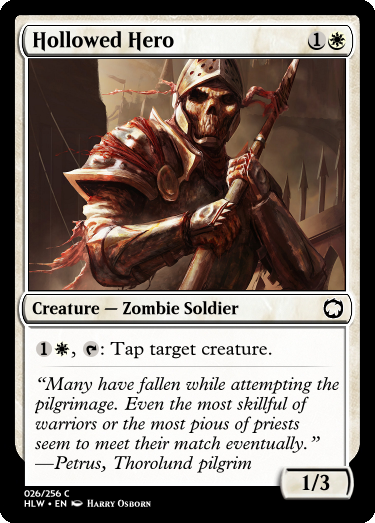 Hollowed Hero 1
Creature — Zombie Soldier
1 , : Tap target creature.
“Many have fallen while attempting the
pilgrimage. Even the most skillful of
warriors or the most pious of priests
seem to meet their match eventually.”
—Petrus, Thorolund pilgrim
1/3
026/256 C
HLW • EN Harry Osborn